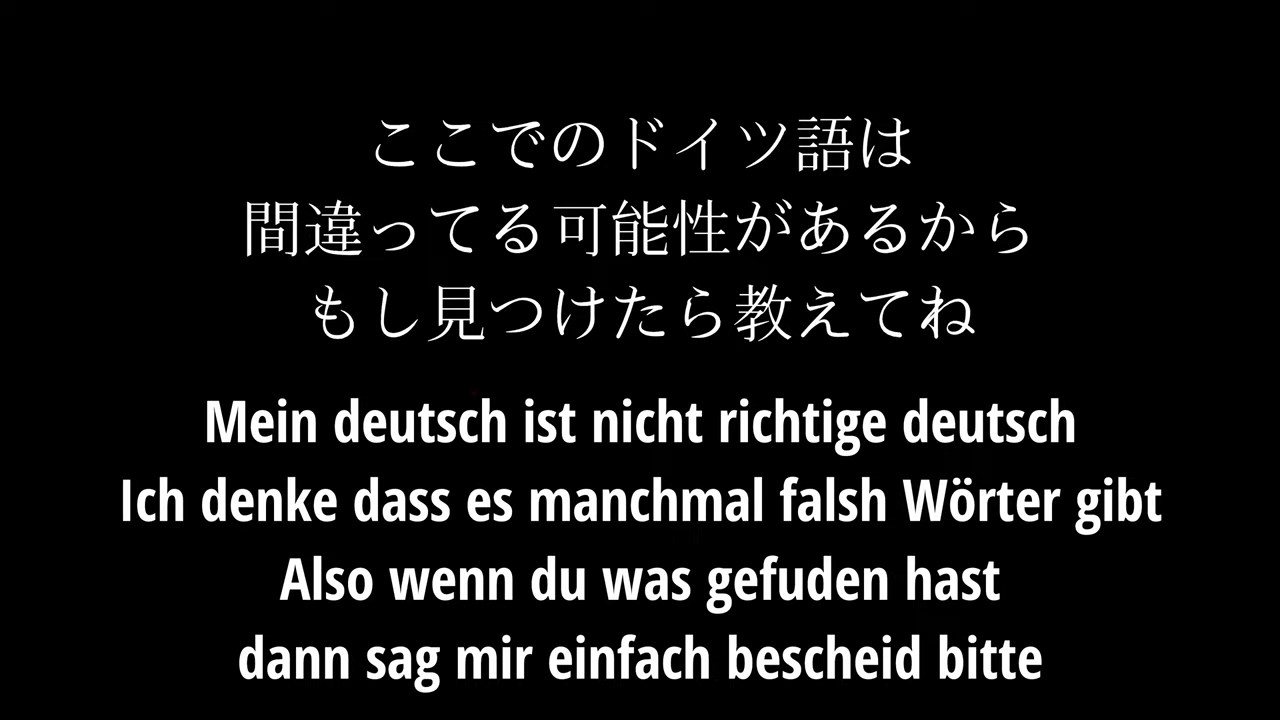 ここでのドイツ語は
間違ってる可能性があるから
もし見つけたら教えてね
Mein deutsch ist nicht richtige deutsch
Ich denke dass es manchmal falsh Wörter gibt
Also wenn du was gefuden hast
dann sag mir einfach bescheid bitte